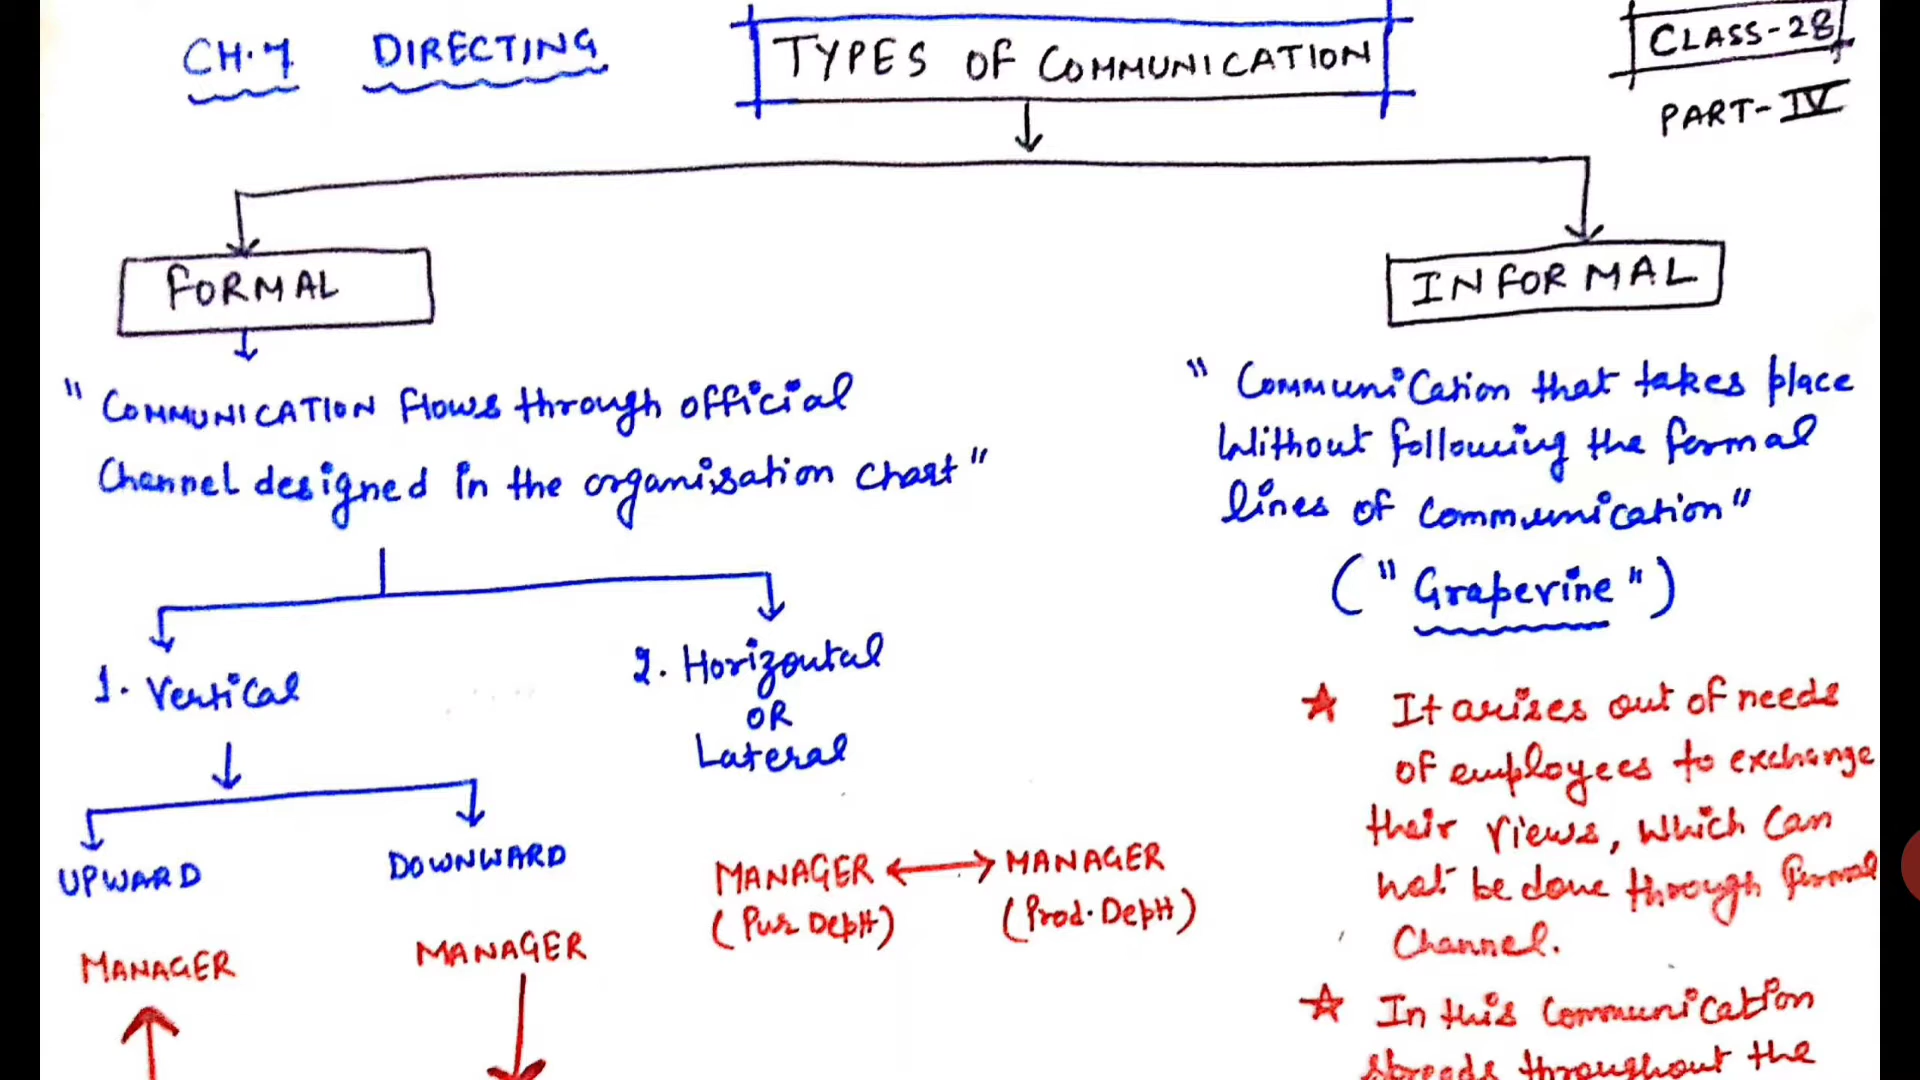 CH.7 DIRECTING
TYPES OF COMMUNICATION
CLASS-28
PART-IV
FORMAL
INFORMAL
"COMMUNICATION flows through official
Channel designed in the organisation chart"
"Communication that takes place
Without following the formal
lines of communication"
("Grapevine")
1. Vertical
2. Horizontal
OR
Lateral
UPWARD
DOWNWARD
MANAGER
MANAGER
MANAGER
(Pur Deptt)
MANAGER
(Prod. Deptt)
★ It arises out of needs
of employees to exchange
their views, which can
not be done through formal
Channel.
★ In this communication
spreads throughout the